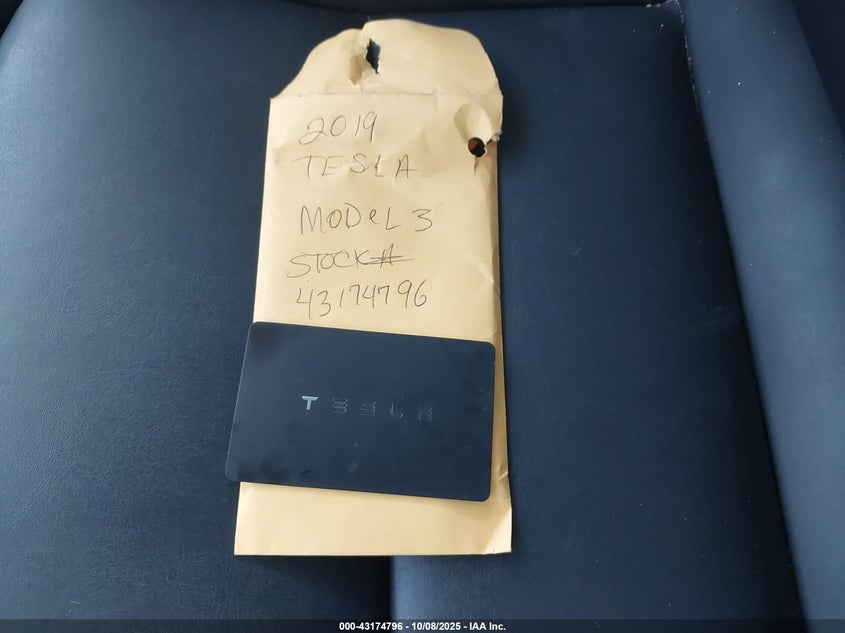 2019
TESLA
MODeL 3
STOCK#
43174796
TESLA
000-43174796 - 10/08/2025 - IAA Inc.